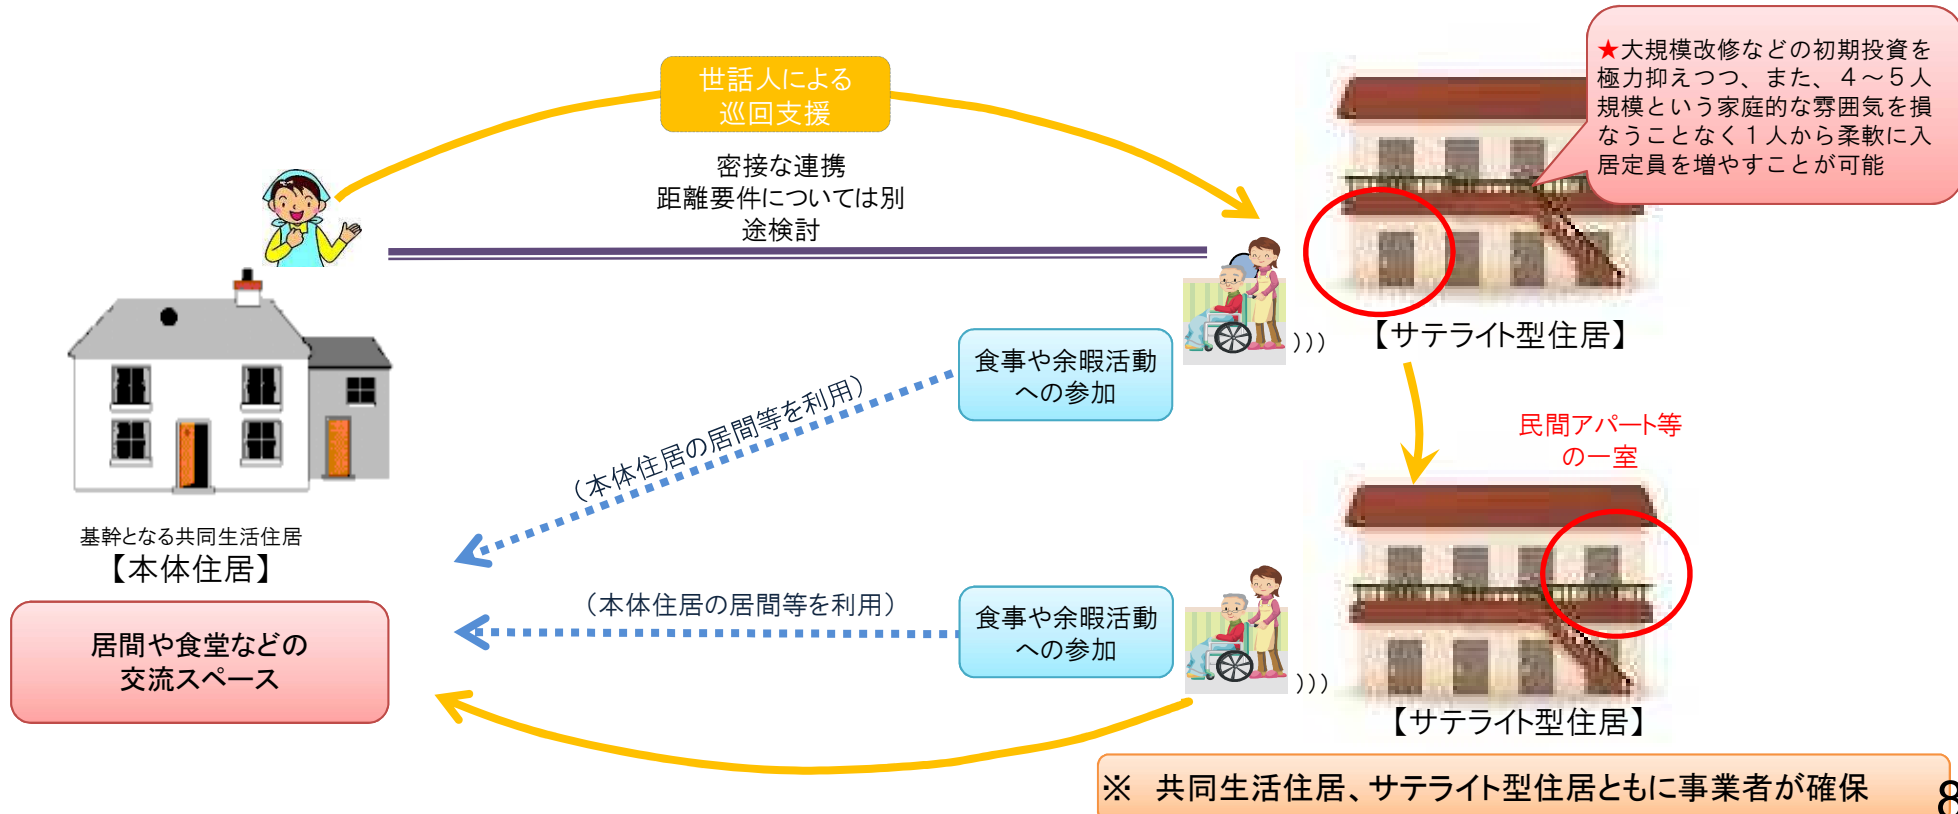 ★大規模改修などの初期投資を
極力抑えつつ、また、４～５人
規模という家庭的な雰囲気を損
なうことなく１人から柔軟に入
居定員を増やすことが可能
世話人による
巡回支援
密接な連携
距離要件については別
途検討
【サテライト型住居】
食事や余暇活動
への参加
）））
（本体住居の居間等を利用）
民間アパート等
の一室
基幹となる共同生活住居
【本体住居】
（本体住居の居間等を利用）
食事や余暇活動
への参加
）））
居間や食堂などの
交流スペース
【サテライト型住居】
※　共同生活住居、サテライト型住居ともに事業者が確保
8